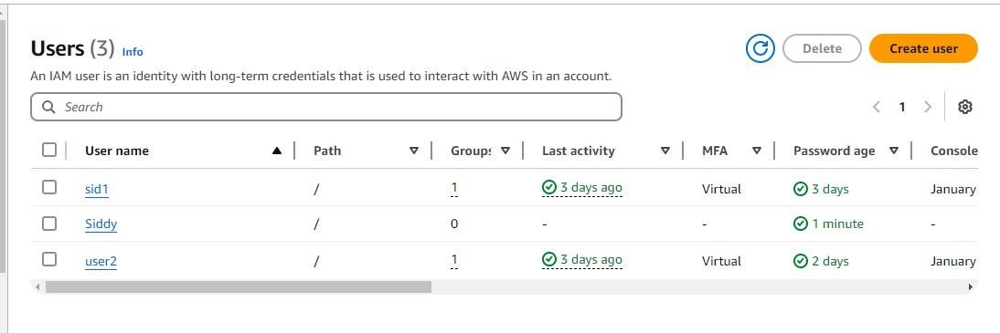 Users (3) Info
Delete
Create user
An IAM user is an identity with long-term credentials that is used to interact with AWS in an account.
Search
1
User name Path Groups Last activity MFA Password age Console
sid1 / 1 3 days ago Virtual 3 days January
Siddy / 0 - - 1 minute -
user2 / 1 3 days ago Virtual 2 days January